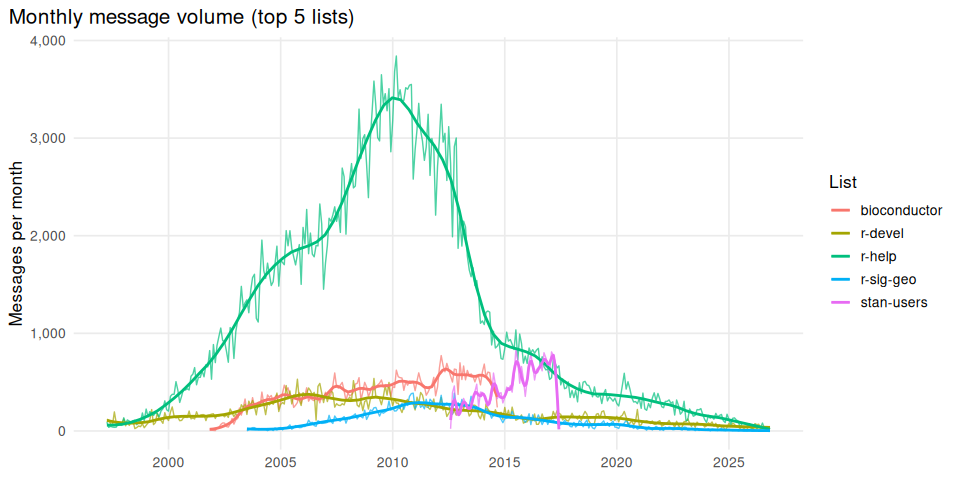 Monthly message volume (top 5 lists)
Messages per month
4,000
3,000
2,000
1,000
0
2000
2005
2010
2015
2020
2025
List
bioconductor
r-devel
r-help
r-sig-geo
stan-users